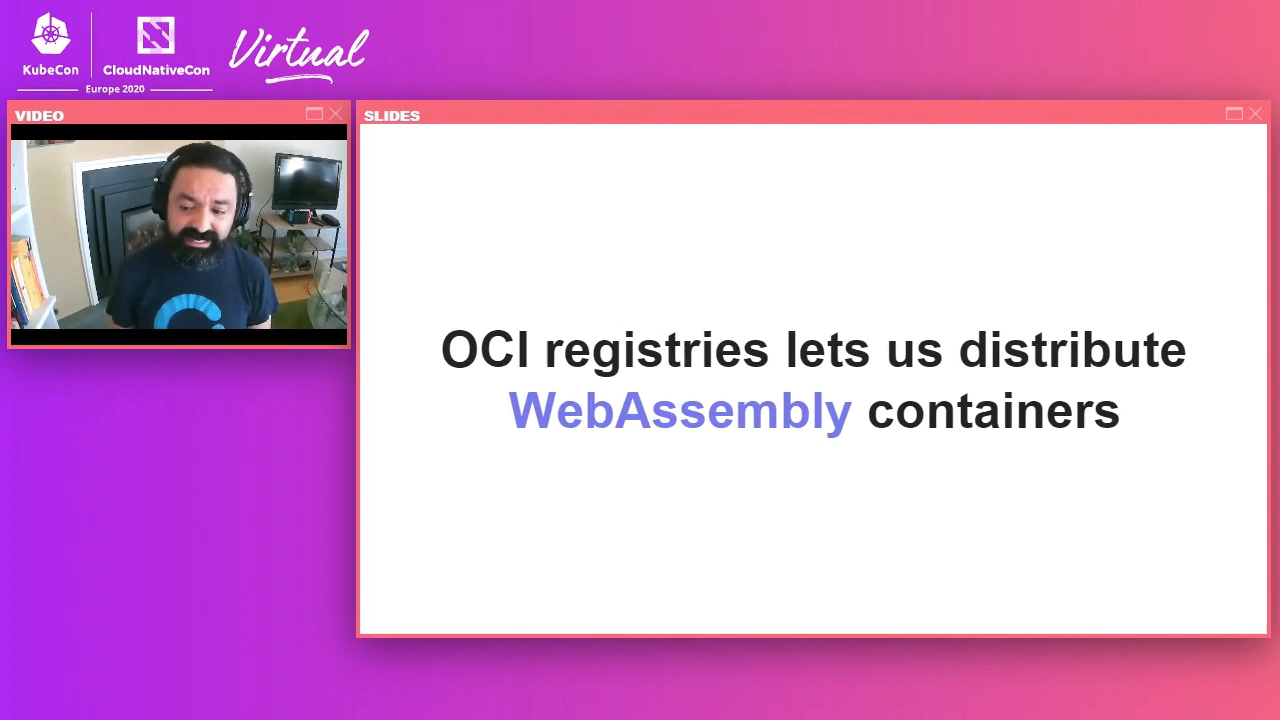 KubeCon
CloudNativeCon
Europe 2020
Virtual
VIDEO
SLIDES
OCI registries lets us distribute
WebAssembly containers